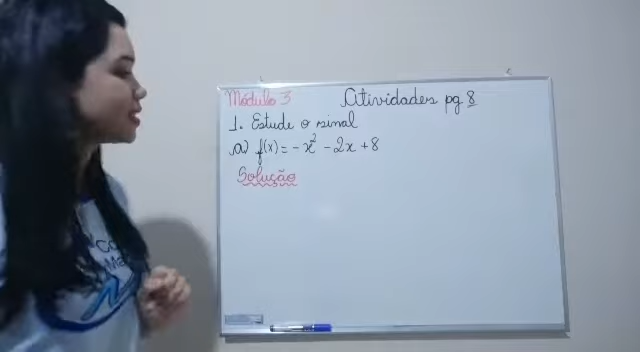 Módulo 3 Atividades pg 8
1. Estude o sinal
a) f(x) = -x² - 2x + 8
Solução